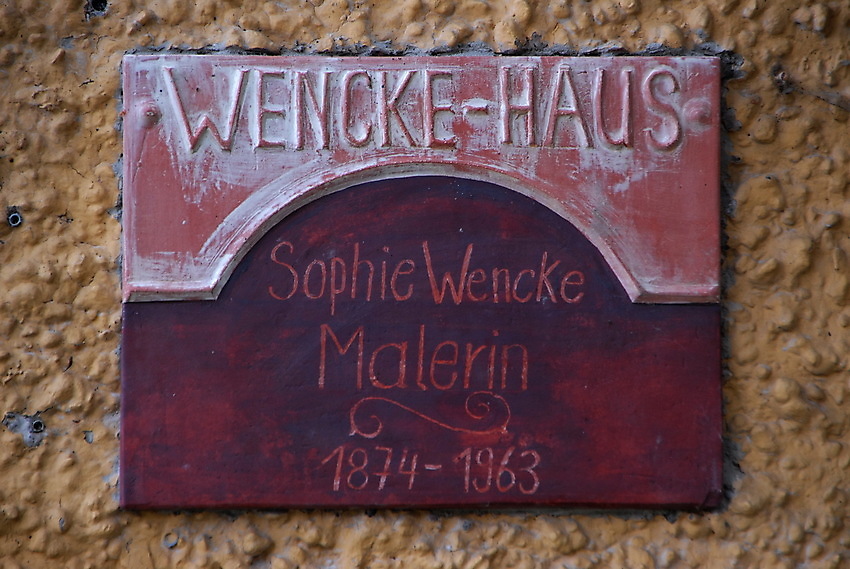 WENCKE-HAUS
Sophie Wencke
Malerin
1874-1963